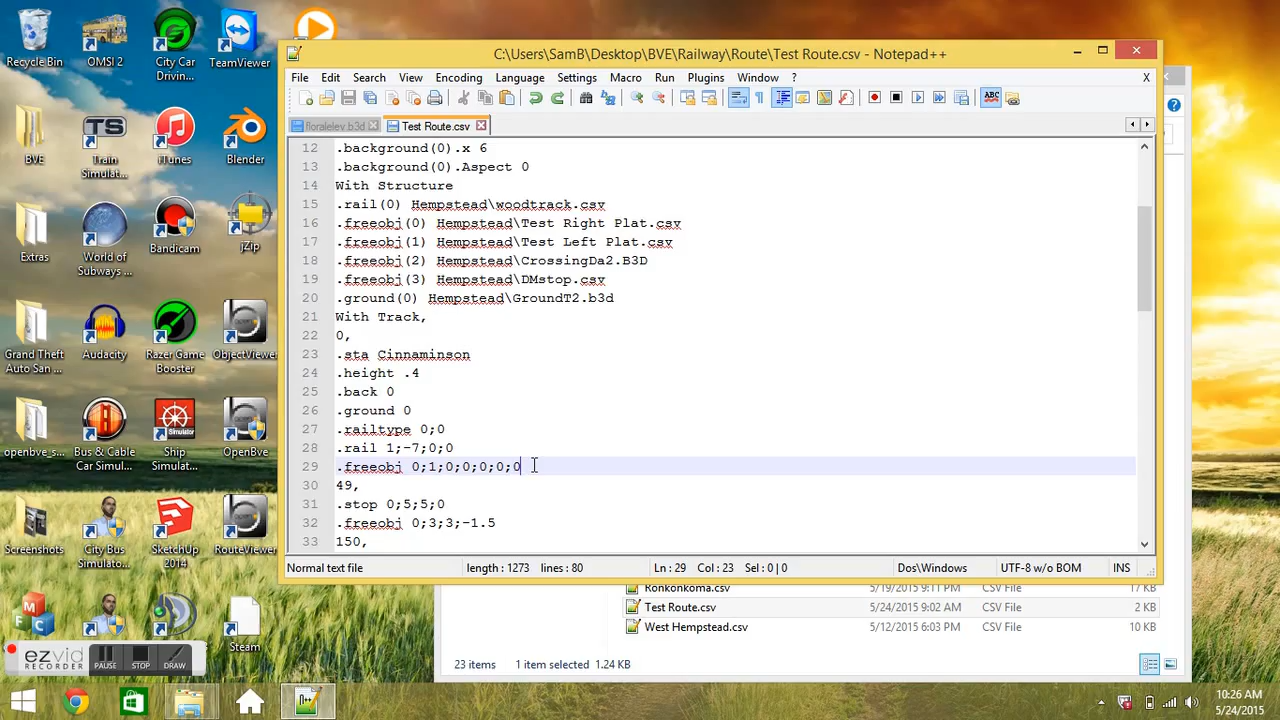 C:\Users\SamB\Desktop\BVE\Railway\Route\Test Route.csv - Notepad++
File Edit Search View Encoding Language Settings Macro Run Plugins Window ? X
floralelev.b3d Test Route.csv
12 .background(0).x 6
13 .background(0).Aspect 0
14 With Structure
15 .rail(0) Hempstead\woodtrack.csv
16 .freeobj(0) Hempstead\Test Right Plat.csv
17 .freeobj(1) Hempstead\Test Left Plat.csv
18 .freeobj(2) Hempstead\CrossingDa2.B3D
19 .freeobj(3) Hempstead\DMstop.csv
20 .ground(0) Hempstead\GroundT2.b3d
21 With Track,
22 0,
23 .sta Cinnaminson
24 .height .4
25 .back 0
26 .ground 0
27 .railtype 0;0
28 .rail 1;-7;0;0
29 .freeobj 0;1;0;0;0;0;0
30 49,
31 .stop 0;5;5;0
32 .freeobj 0;3;3;-1.5
33 150,
Normal text file length : 1273 lines : 80 Ln : 29 Col : 23 Sel : 0 | 0 Dos\Windows UTF-8 w/o BOM INS
Ronkonkoma.csv 5/19/2015 9:11 PM CSV File 17 KB
Test Route.csv 5/24/2015 9:02 AM CSV File 2 KB
West Hempstead.csv 5/12/2015 6:03 PM CSV File 10 KB
23 items 1 item selected 1.24 KB
Recycle Bin
OMSI 2
City Car
Drivin...
TeamViewer
BVE
Train
Simulat...
iTunes
Blender
Extras
World of
Subways ...
Bandicam
jZip
Grand Theft
Auto San ...
Audacity
Razer Game
Booster
ObjectViewer
openbve_s...
Bus & Cable
Car Simul...
Ship
Simulat...
OpenBve
Screenshots
City Bus
Simulato...
SketchUp
2014
RouteViewer
Steam
ezvid
RECORDER
PAUSE STOP DRAW
10:26 AM
5/24/2015